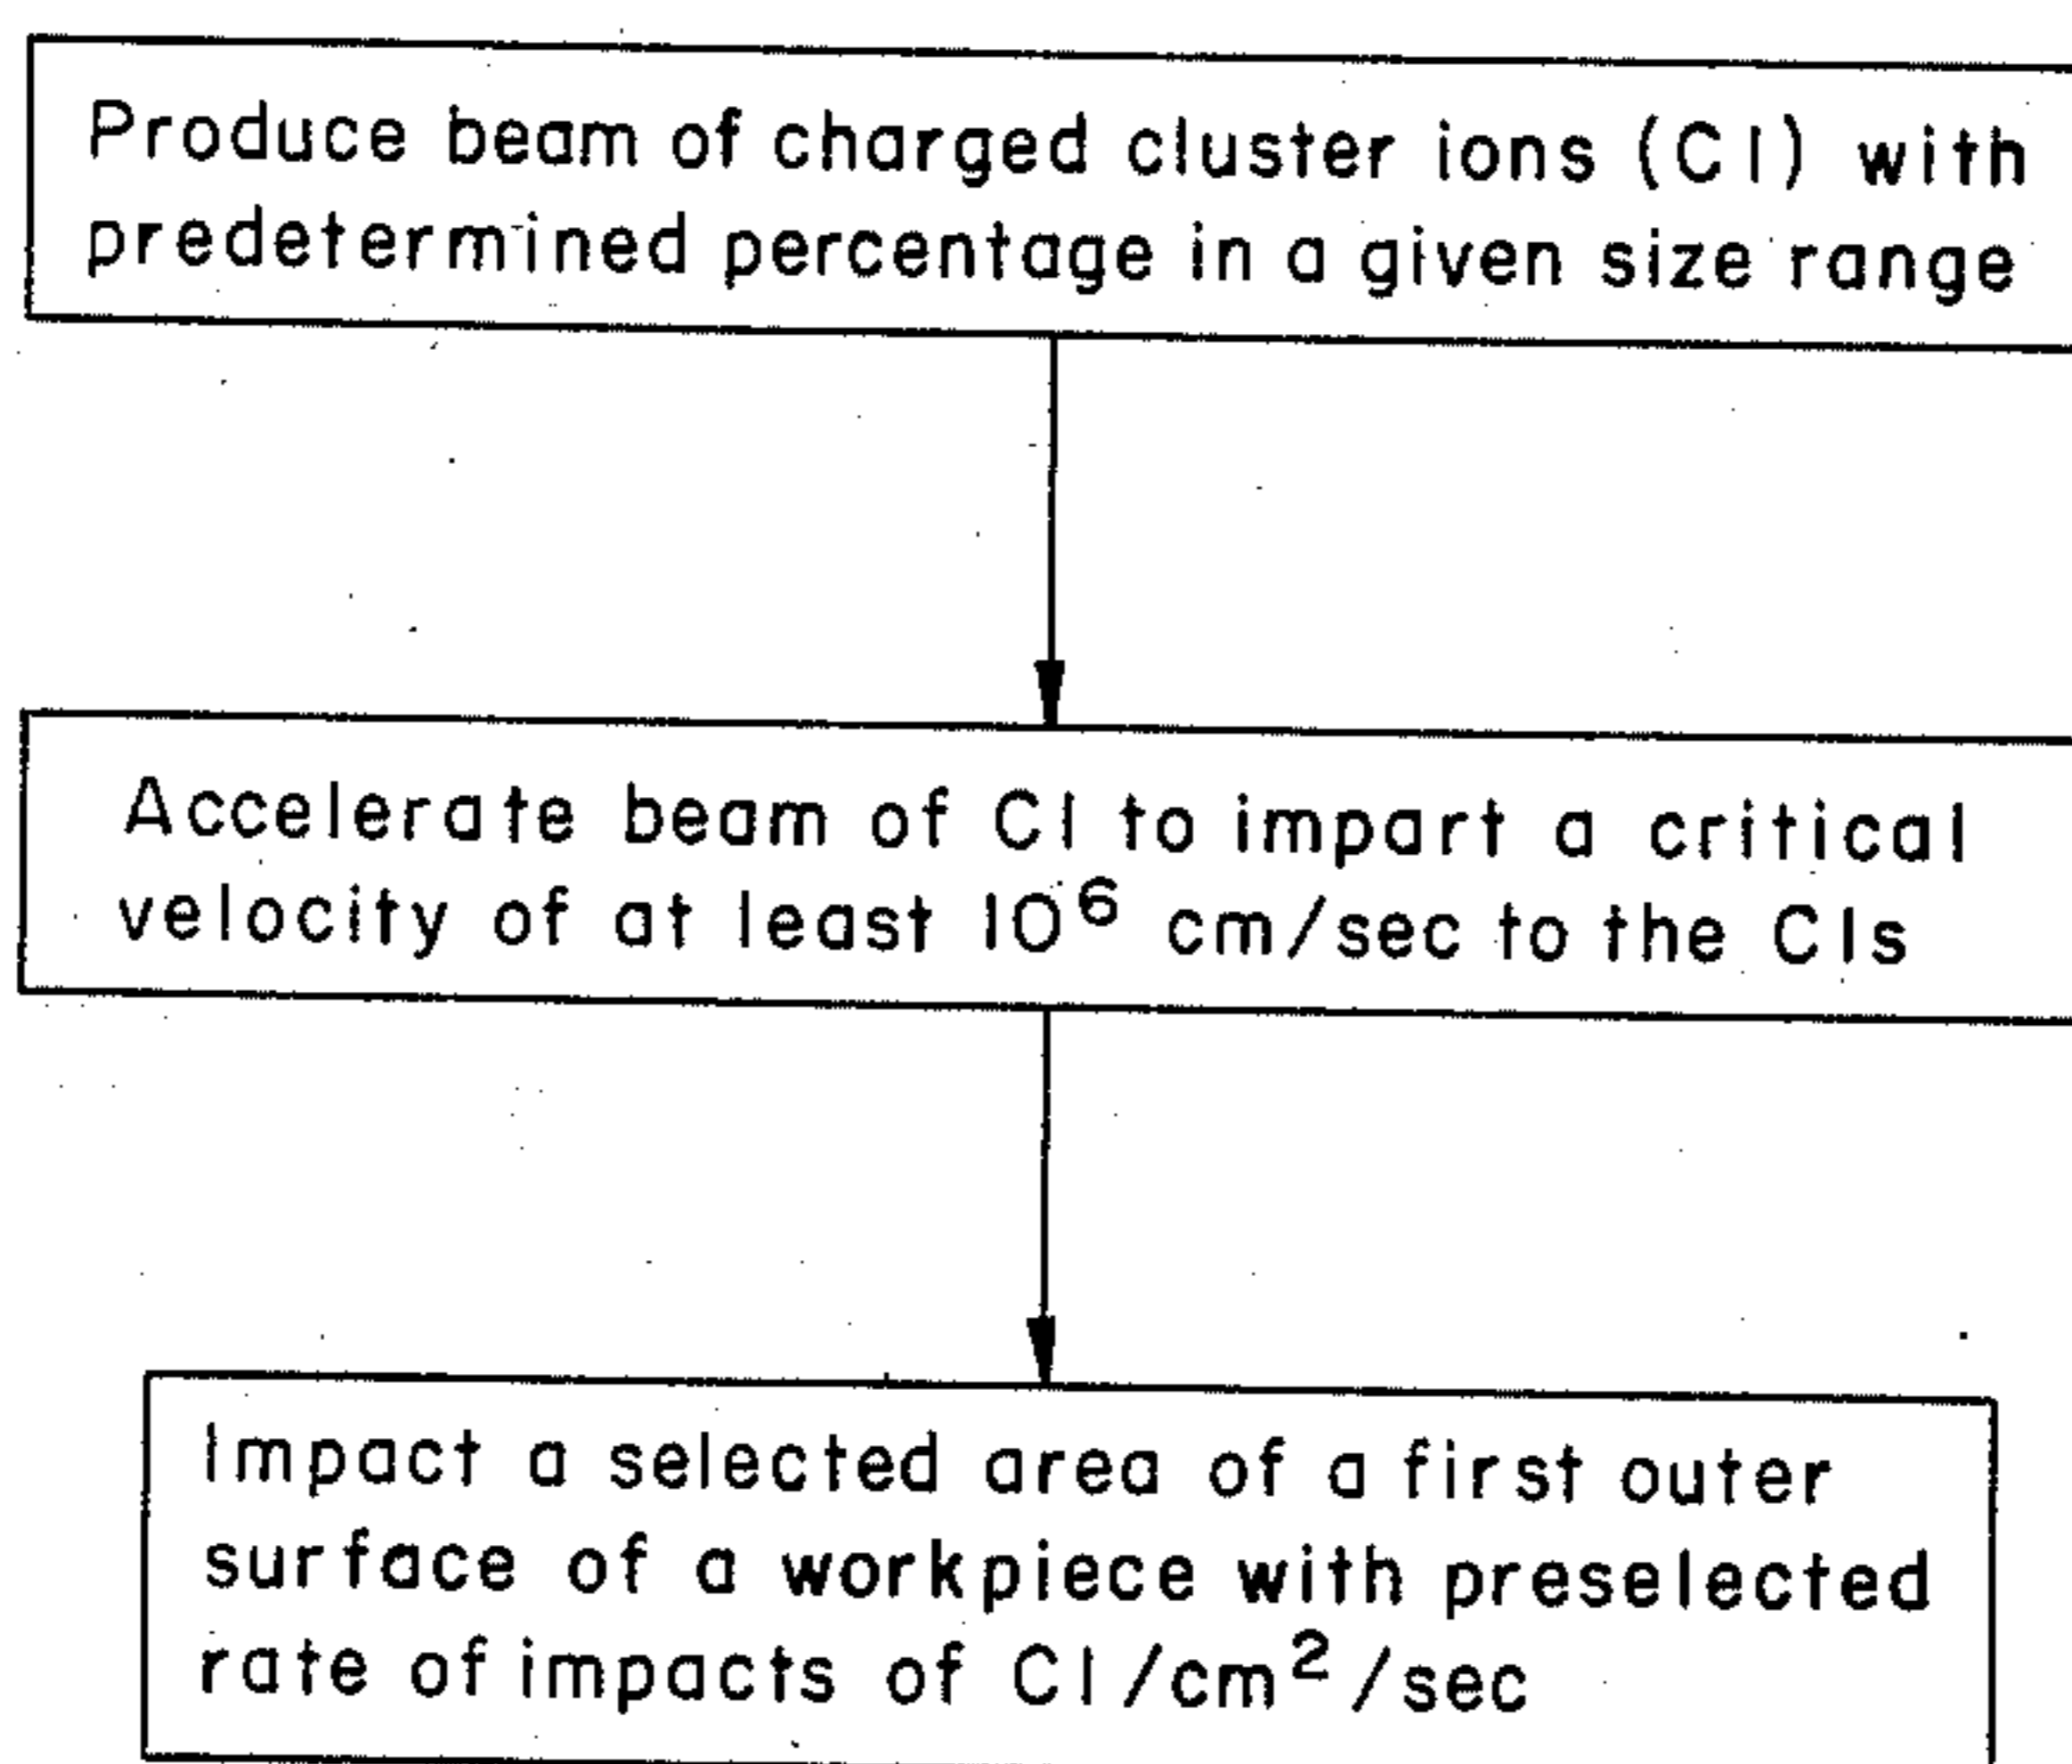 Produce beam of charged cluster ions (CI) with
predetermined percentage in a given size range
Accelerate beam of CI to impart a critical
velocity of at least 10⁶ cm/sec to the CIs
Impact a selected area of a first outer
surface of a workpiece with preselected
rate of impacts of CI/cm²/sec